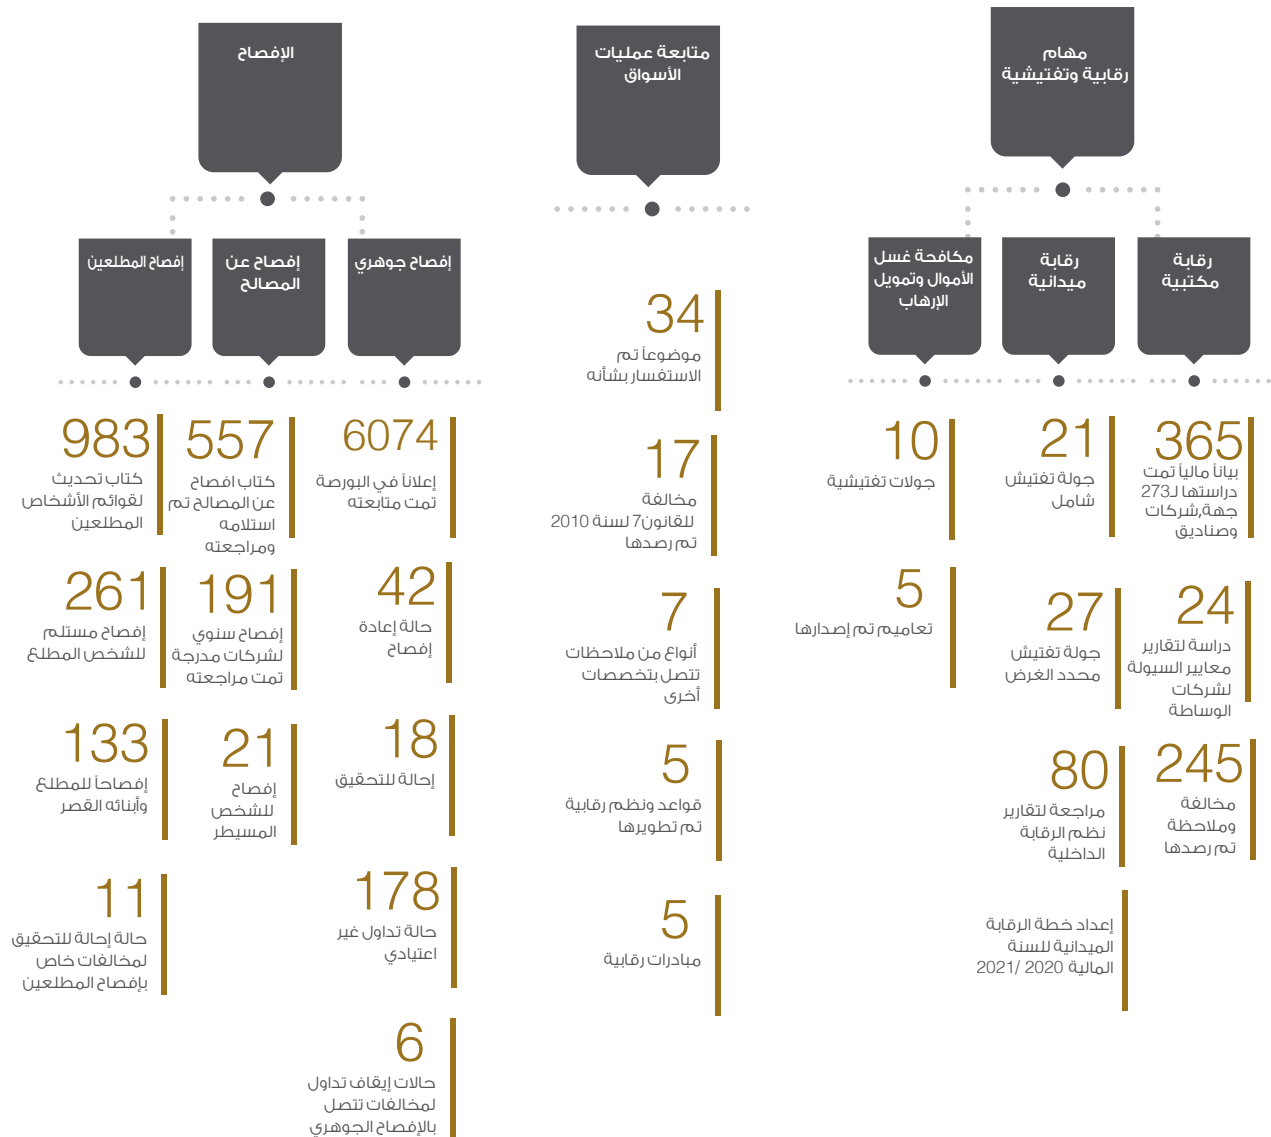 مهام
رقابية وتفتيشية
رقابة
مكتبية
365
بياناً مالياً تمت
دراستها لـ273
جهة,شركات
وصناديق
24
دراسة لتقارير
معايير السيولة
لشركات
الوساطة
245
مخالفة
وملاحظة
تم رصدها
رقابة
ميدانية
21
جولة تفتيش
شامل
27
جولة تفتيش
محدد الغرض
80
مراجعة لتقارير
نظم الرقابة
الداخلية
إعداد خطة الرقابة
الميدانية للسنة
المالية 2020 /2021
مكافحة غسل
الأموال وتمويل
الإرهاب
10
جولات تفتيشية
5
تعاميم تم إصدارها
متابعة عمليات
الأسواق
34
موضوعاً تم
الاستفسار بشأنه
17
مخالفة
للقانون7 لسنة 2010
تم رصدها
7
أنواع من ملاحظات
تتصل بتخصصات
أخرى
5
قواعد ونظم رقابية
تم تطويرها
5
مبادرات رقابية
الإفصاح
إفصاح جوهري
6074
إعلاناً في البورصة
تمت متابعته
42
حالة إعادة
إفصاح
18
إحالة للتحقيق
178
حالة تداول غير
اعتيادي
6
حالات إيقاف تداول
لمخالفات تتصل
بالإفصاح الجوهري
إفصاح عن
المصالح
557
كتاب افصاح
عن المصالح تم
استلامه
ومراجعته
191
إفصاح سنوي
لشركات مدرجة
تمت مراجعته
21
إفصاح
للشخص
المسيطر
إفصاح المطلعين
983
كتاب تحديث
لقوائم الأشخاص
المطلعين
261
إفصاح مستلم
للشخص المطلع
133
إفصاحاً للمطلع
وأبنائه القصر
11
حالة إحالة للتحقيق
لمخالفات خاص
بإفصاح المطلعين